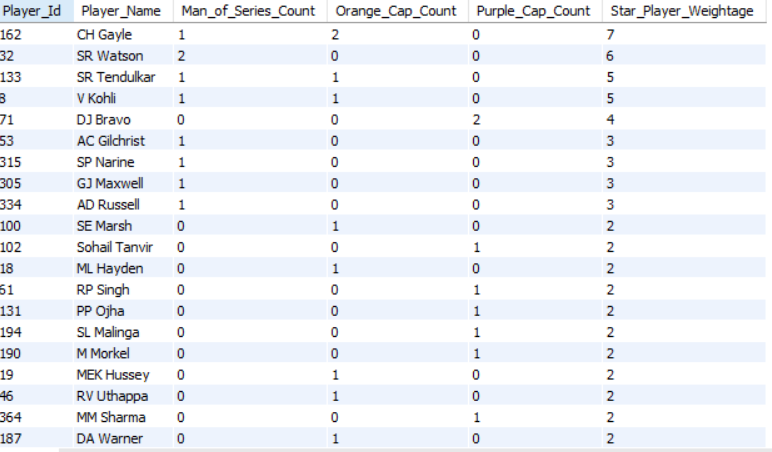 Player_Id Player_Name Man_of_Series_Count Orange_Cap_Count Purple_Cap_Count Star_Player_Weightage
162 CH Gayle 1 2 0 7
32 SR Watson 2 0 0 6
133 SR Tendulkar 1 1 0 5
8 V Kohli 1 1 0 5
71 DJ Bravo 0 0 2 4
53 AC Gilchrist 1 0 0 3
315 SP Narine 1 0 0 3
305 GJ Maxwell 1 0 0 3
334 AD Russell 1 0 0 3
100 SE Marsh 0 1 0 2
102 Sohail Tanvir 0 0 1 2
18 ML Hayden 0 1 0 2
61 RP Singh 0 0 1 2
131 PP Ojha 0 0 1 2
194 SL Malinga 0 0 1 2
190 M Morkel 0 0 1 2
19 MEK Hussey 0 1 0 2
46 RV Uthappa 0 1 0 2
364 MM Sharma 0 0 1 2
187 DA Warner 0 1 0 2